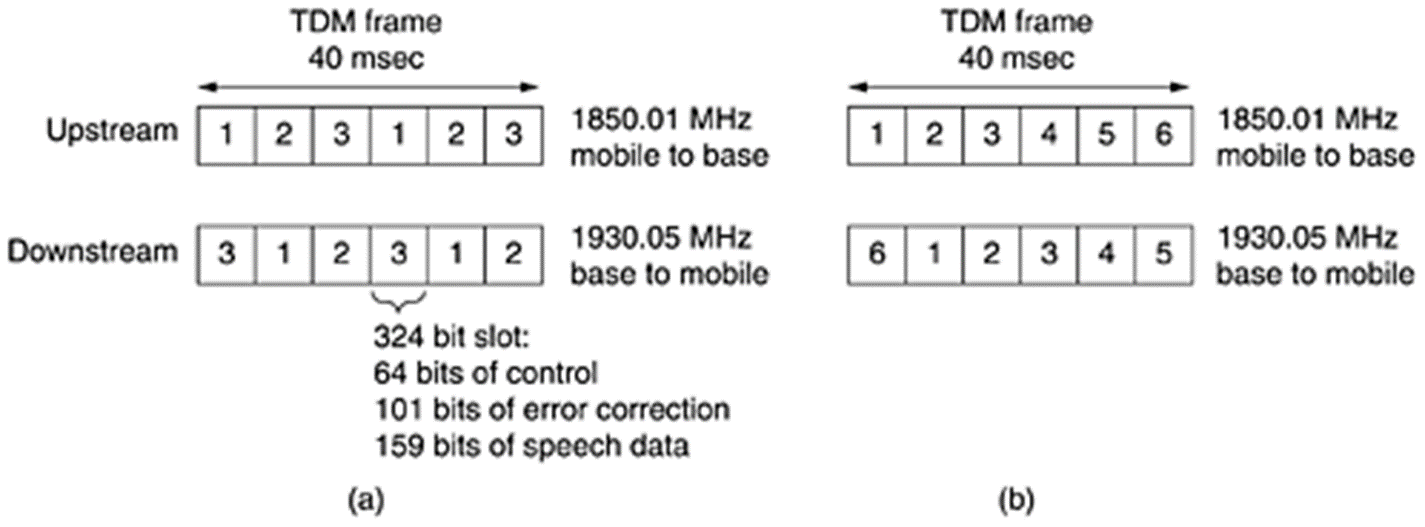 TDM frame
40 msec
Upstream 1 2 3 1 2 3 1850.01 MHz
mobile to base
Downstream 3 1 2 3 1 2 1930.05 MHz
base to mobile
324 bit slot:
64 bits of control
101 bits of error correction
159 bits of speech data
(a)
TDM frame
40 msec
1 2 3 4 5 6 1850.01 MHz
mobile to base
6 1 2 3 4 5 1930.05 MHz
base to mobile
(b)